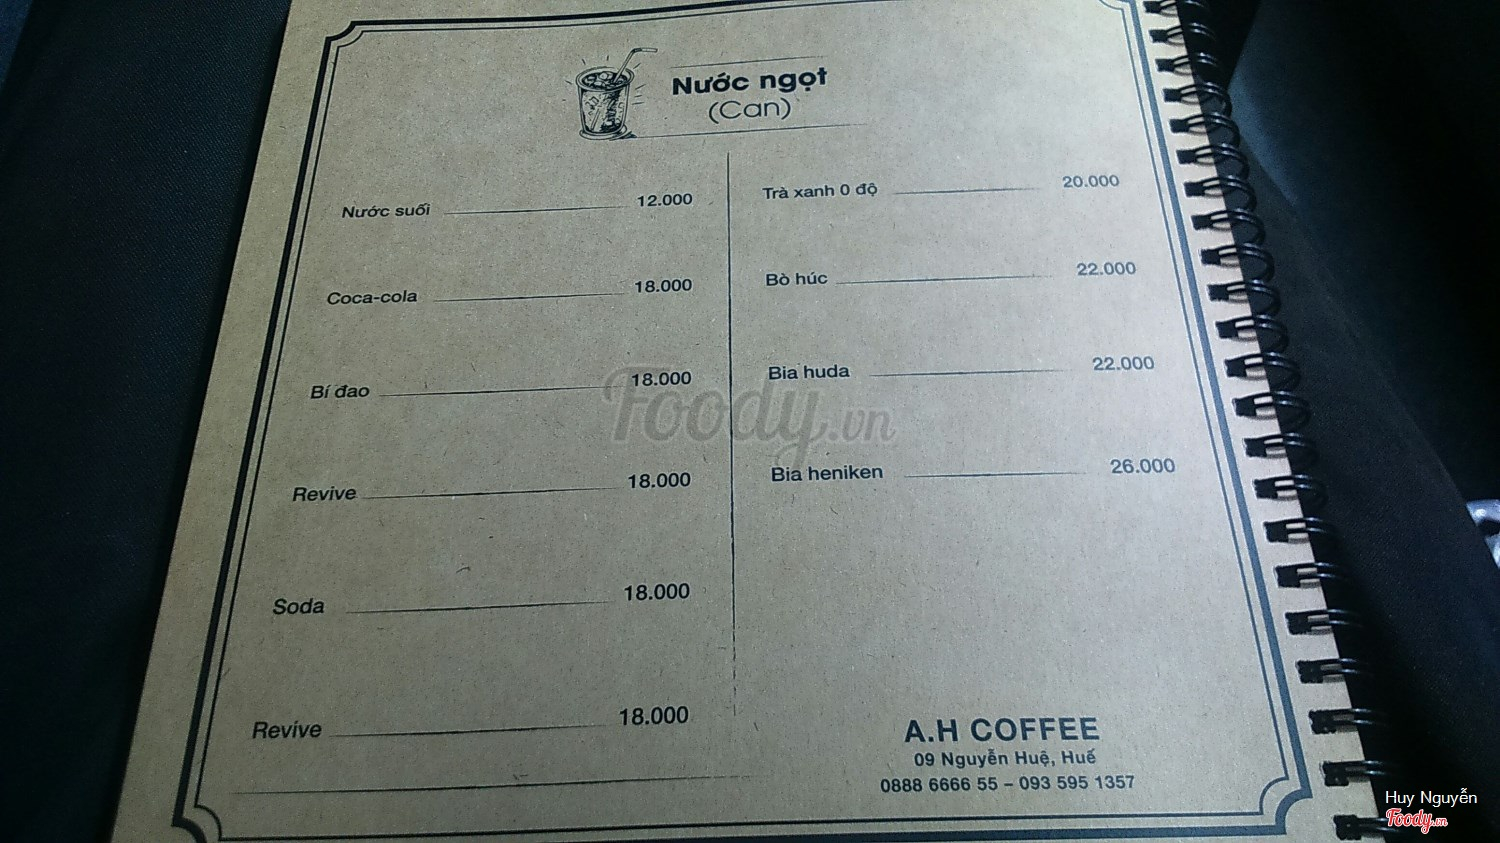 Nước ngọt
(Can)
Nước suối 12.000
Coca-cola 18.000
Bí đao 18.000
Revive 18.000
Soda 18.000
Revive 18.000
Trà xanh 0 độ 20.000
Bò húc 22.000
Bia huda 22.000
Bia heniken 26.000
A.H COFFEE
09 Nguyễn Huệ, Huế
0888 6666 55 – 093 595 1357
Foody.vn
Huy Nguyễn
Foody.vn